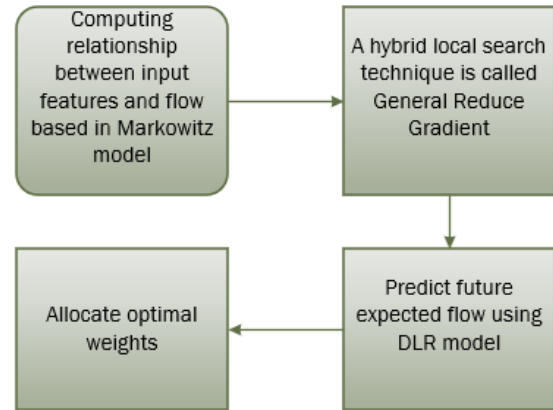 Computing
relationship
between input
features and flow
based in Markowitz
model
A hybrid local search
technique is called
General Reduce
Gradient
Predict future
expected flow using
DLR model
Allocate optimal
weights